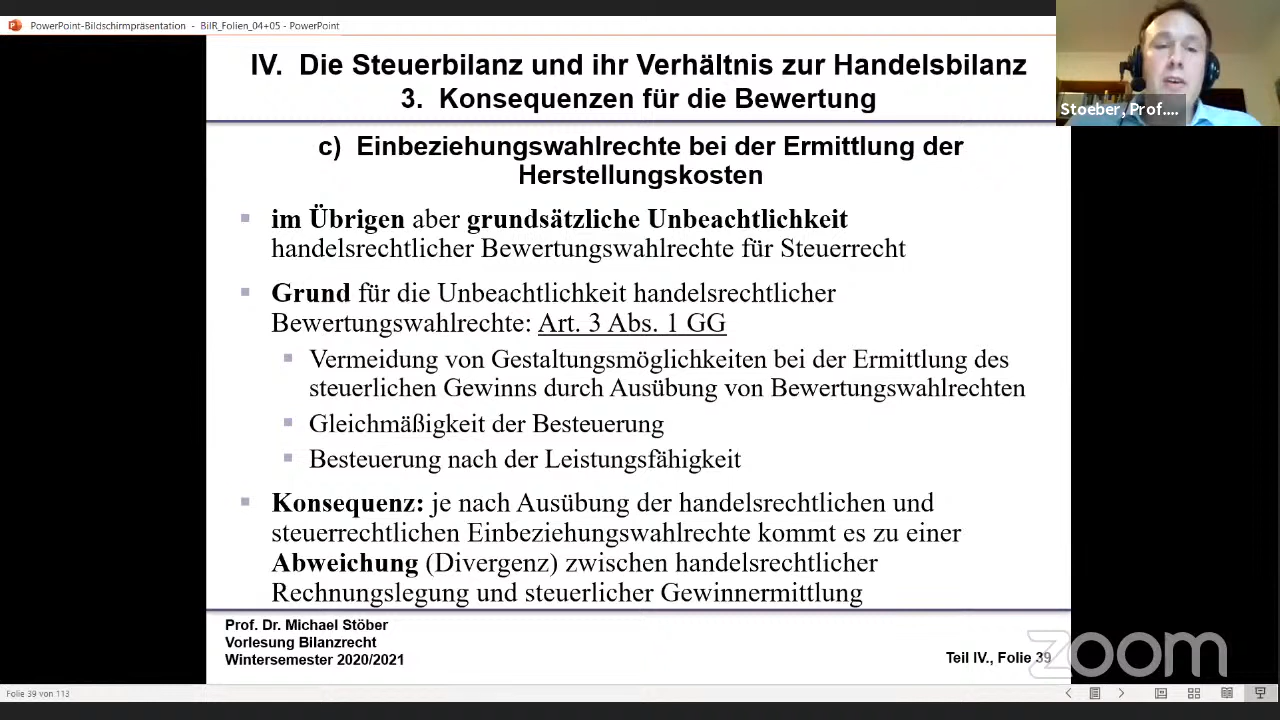 PowerPoint-Bildschirmpräsentation - BilR_Folien_04+05 - PowerPoint
IV. Die Steuerbilanz und ihr Verhältnis zur Handelsbilanz
3. Konsequenzen für die Bewertung
Stoeber, Prof....
c) Einbeziehungswahlrechte bei der Ermittlung der
Herstellungskosten
im Übrigen aber grundsätzliche Unbeachtlichkeit
handelsrechtlicher Bewertungswahlrechte für Steuerrecht
Grund für die Unbeachtlichkeit handelsrechtlicher
Bewertungswahlrechte: Art. 3 Abs. 1 GG
Vermeidung von Gestaltungsmöglichkeiten bei der Ermittlung des
steuerlichen Gewinns durch Ausübung von Bewertungswahlrechten
Gleichmäßigkeit der Besteuerung
Besteuerung nach der Leistungsfähigkeit
Konsequenz: je nach Ausübung der handelsrechtlichen und
steuerrechtlichen Einbeziehungswahlrechte kommt es zu einer
Abweichung (Divergenz) zwischen handelsrechtlicher
Rechnungslegung und steuerlicher Gewinnermittlung
Prof. Dr. Michael Stöber
Vorlesung Bilanzrecht
Wintersemester 2020/2021
Teil IV., Folie 39
zoom
Folie 39 von 113